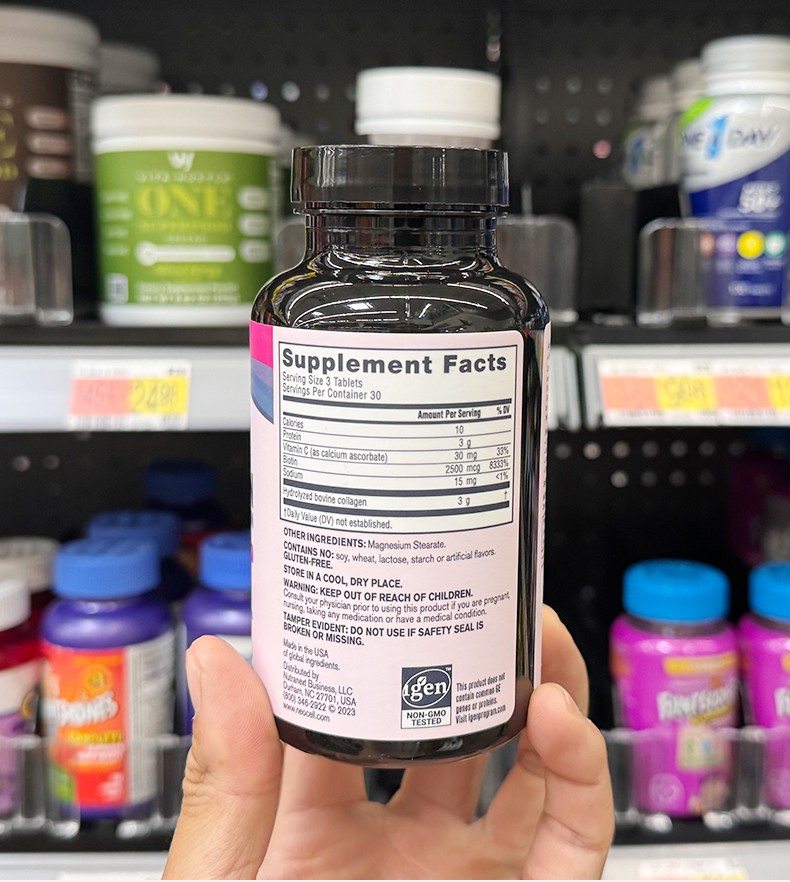 ONE
ONE
DAY
50+
24
Supplement Facts
Serving Size 3 Tablets
Servings Per Container 30
Amount Per Serving % DV
Calories 10
Protein 3 g
Vitamin C (as calcium ascorbate) 30 mg 33%
Biotin 2500 mcg 8333%
Sodium 15 mg <1%
Hydrolyzed bovine collagen 3 g †
†Daily Value (DV) not established.
OTHER INGREDIENTS: Magnesium Stearate.
CONTAINS NO: soy, wheat, lactose, starch or artificial flavors.
GLUTEN-FREE.
STORE IN A COOL, DRY PLACE.
WARNING: KEEP OUT OF REACH OF CHILDREN.
Consult your physician prior to using this product if you are pregnant,
nursing, taking any medication or have a medical condition.
TAMPER EVIDENT: DO NOT USE IF SAFETY SEAL IS
BROKEN OR MISSING.
Made in the USA
of global ingredients.
Distributed by
Nutranext Business, LLC
Durham, NC 27701, USA
(800) 346-2922 © 2023
www.neocell.com
igen™
NON-GMO
TESTED
This product does not
contain common GE
genes or proteins.
Visit igenprogram.com